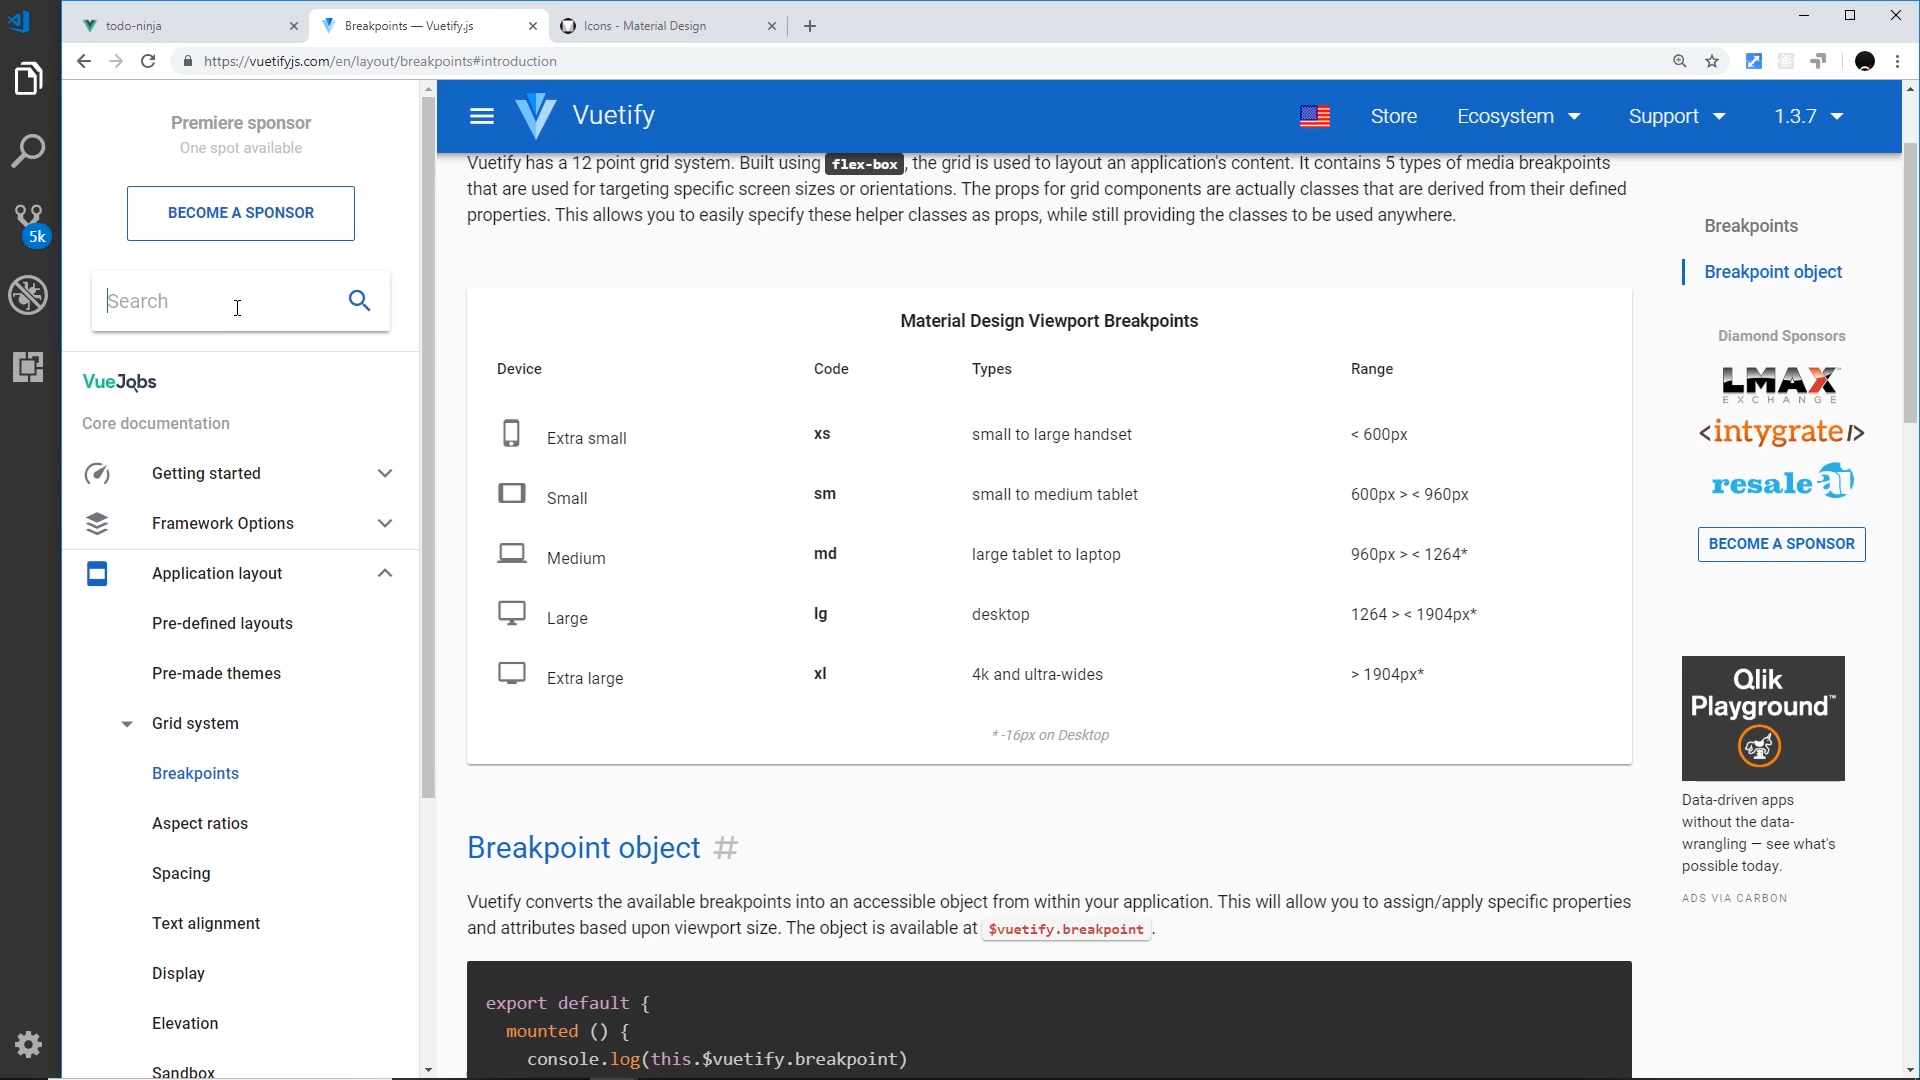 todo-ninja
Breakpoints — Vuetify.js
Icons - Material Design
https://vuetifyjs.com/en/layout/breakpoints#introduction
5k
Premiere sponsor
One spot available
BECOME A SPONSOR
Search
VueJobs
Core documentation
Getting started
Framework Options
Application layout
Pre-defined layouts
Pre-made themes
Grid system
Breakpoints
Aspect ratios
Spacing
Text alignment
Display
Elevation
Sandbox
Vuetify
Store
Ecosystem
Support
1.3.7
Vuetify has a 12 point grid system. Built using flex-box, the grid is used to layout an application's content. It contains 5 types of media breakpoints
that are used for targeting specific screen sizes or orientations. The props for grid components are actually classes that are derived from their defined
properties. This allows you to easily specify these helper classes as props, while still providing the classes to be used anywhere.
Material Design Viewport Breakpoints
Device Code Types Range
Extra small xs small to large handset < 600px
Small sm small to medium tablet 600px > < 960px
Medium md large tablet to laptop 960px > < 1264*
Large lg desktop 1264 > < 1904px*
Extra large xl 4k and ultra-wides > 1904px*
* -16px on Desktop
Breakpoint object #
Vuetify converts the available breakpoints into an accessible object from within your application. This will allow you to assign/apply specific properties
and attributes based upon viewport size. The object is available at $vuetify.breakpoint.
export default {
mounted () {
console.log(this.$vuetify.breakpoint)
Breakpoints
Breakpoint object
Diamond Sponsors
LMAX
EXCHANGE
<intygrate/>
resale ai
BECOME A SPONSOR
Qlik
Playground™
Data-driven apps
without the data-
wrangling — see what's
possible today.
ADS VIA CARBON